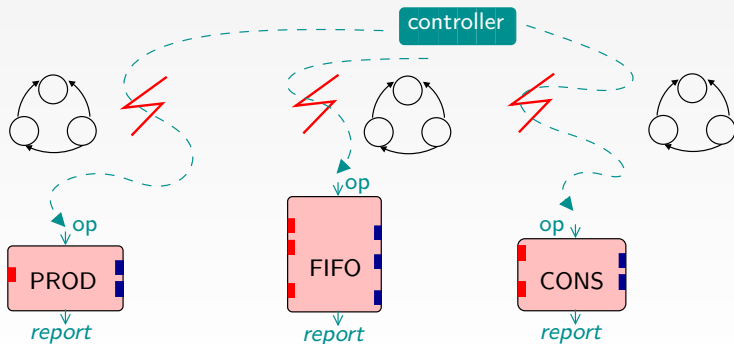 controller
op
op
op
PROD
FIFO
CONS
report
report
report